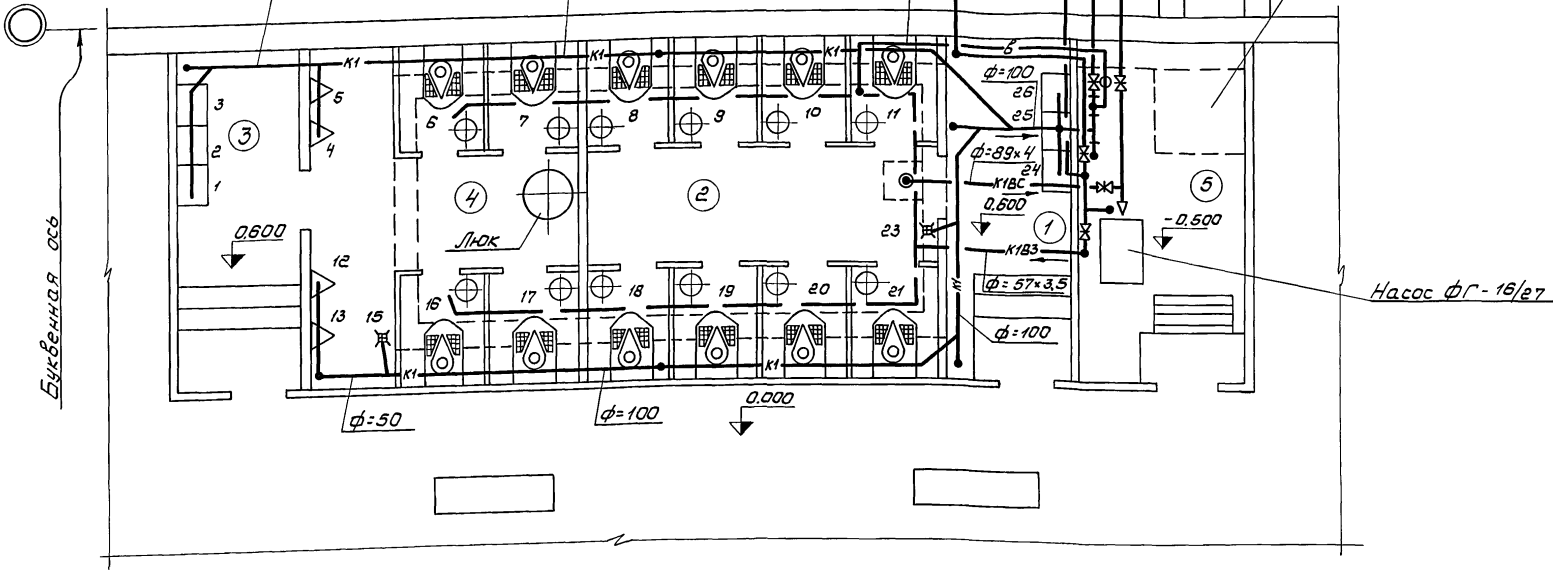 Буквенная ось
К1
К1
К1
В
3
2
1
③
5
4
6
7
8
9
10
11
ф=100
26
25
ф=89×4
24
К1ВС
④
②
⑤
Люк
0.600
0.600
-0.500
23
①
К1ВЗ
ф=57×3,5
К1
ф=100
12
13
15
16
17
18
19
20
21
К1
К1
ф=50
ф=100
0.000
Насос ФГ-16/27